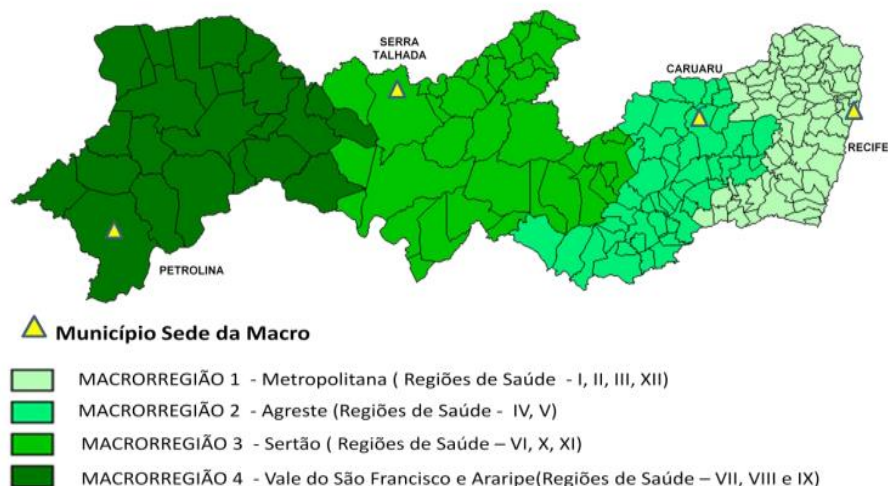 SERRA
TALHADA
CARUARU
RECIFE
PETROLINA
Município Sede da Macro
MACRORREGIÃO 1 - Metropolitana ( Regiões de Saúde - I, II, III, XII)
MACRORREGIÃO 2 - Agreste (Regiões de Saúde - IV, V)
MACRORREGIÃO 3 - Sertão ( Regiões de Saúde – VI, X, XI)
MACRORREGIÃO 4 - Vale do São Francisco e Araripe(Regiões de Saúde – VII, VIII e IX)